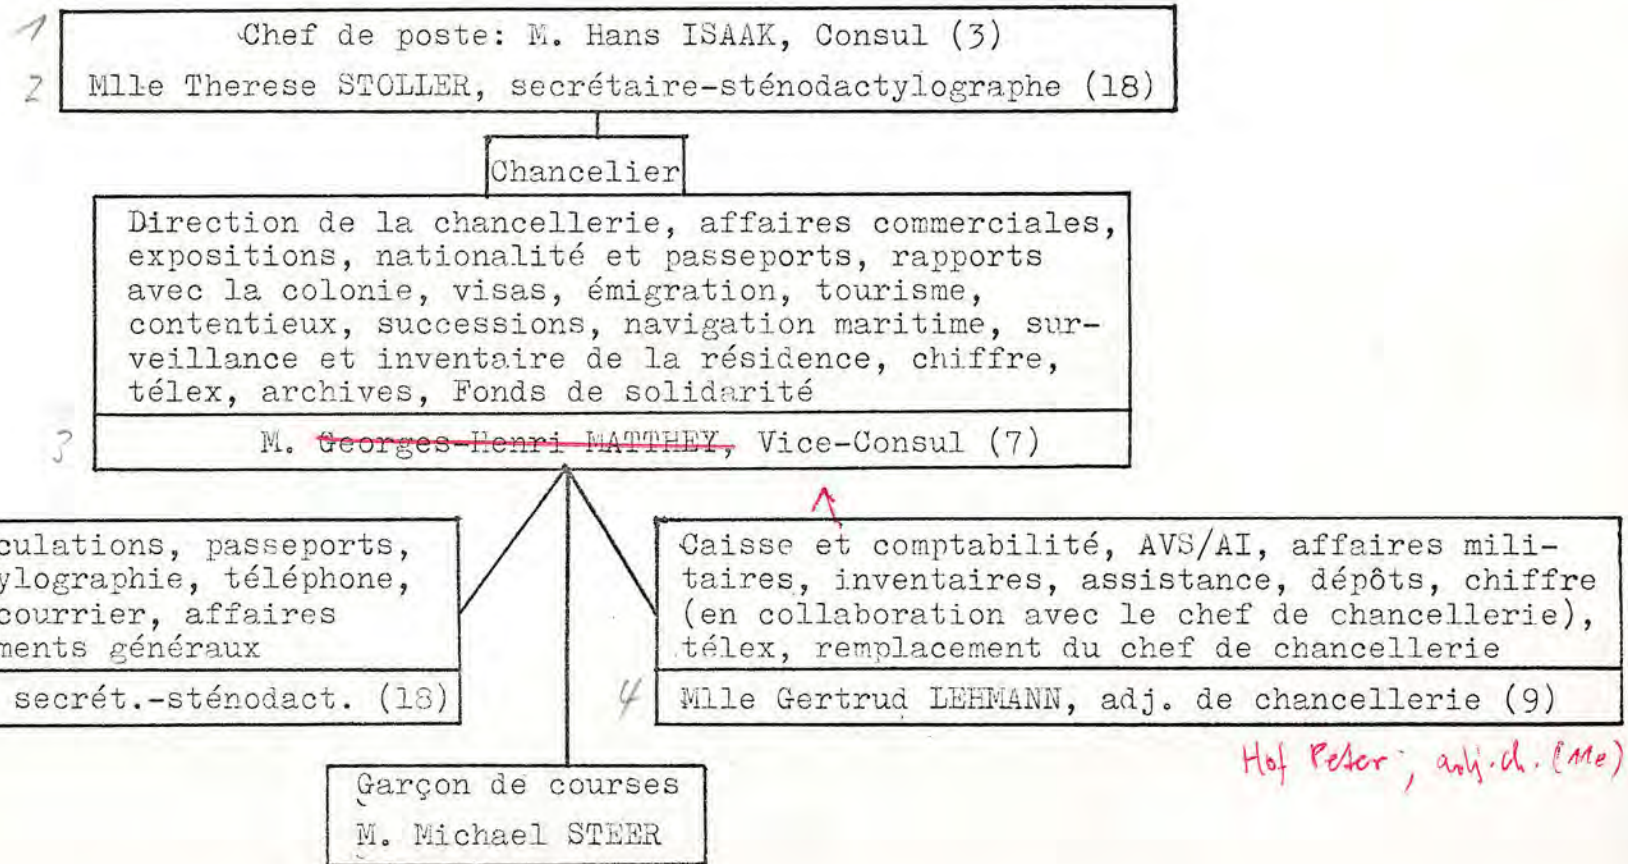 1 Chef de poste: M. Hans ISAAK, Consul (3)
2 Mlle Therese STOLLER, secrétaire-sténodactylographe (18)
Chancelier
Direction de la chancellerie, affaires commerciales,
expositions, nationalité et passeports, rapports
avec la colonie, visas, émigration, tourisme,
contentieux, successions, navigation maritime, sur-
veillance et inventaire de la résidence, chiffre,
télex, archives, Fonds de solidarité
3 M. Georges-Henri MATTHEY, Vice-Consul (7)
culations, passeports,
ylographie, téléphone,
courrier, affaires
ments généraux
secrét.-sténodact. (18)
Caisse et comptabilité, AVS/AI, affaires mili-
taires, inventaires, assistance, dépôts, chiffre
(en collaboration avec le chef de chancellerie),
télex, remplacement du chef de chancellerie
4 Mlle Gertrud LEHMANN, adj. de chancellerie (9)
Hof Peter, adj. ch.
Garçon de courses
M. Michael STEER